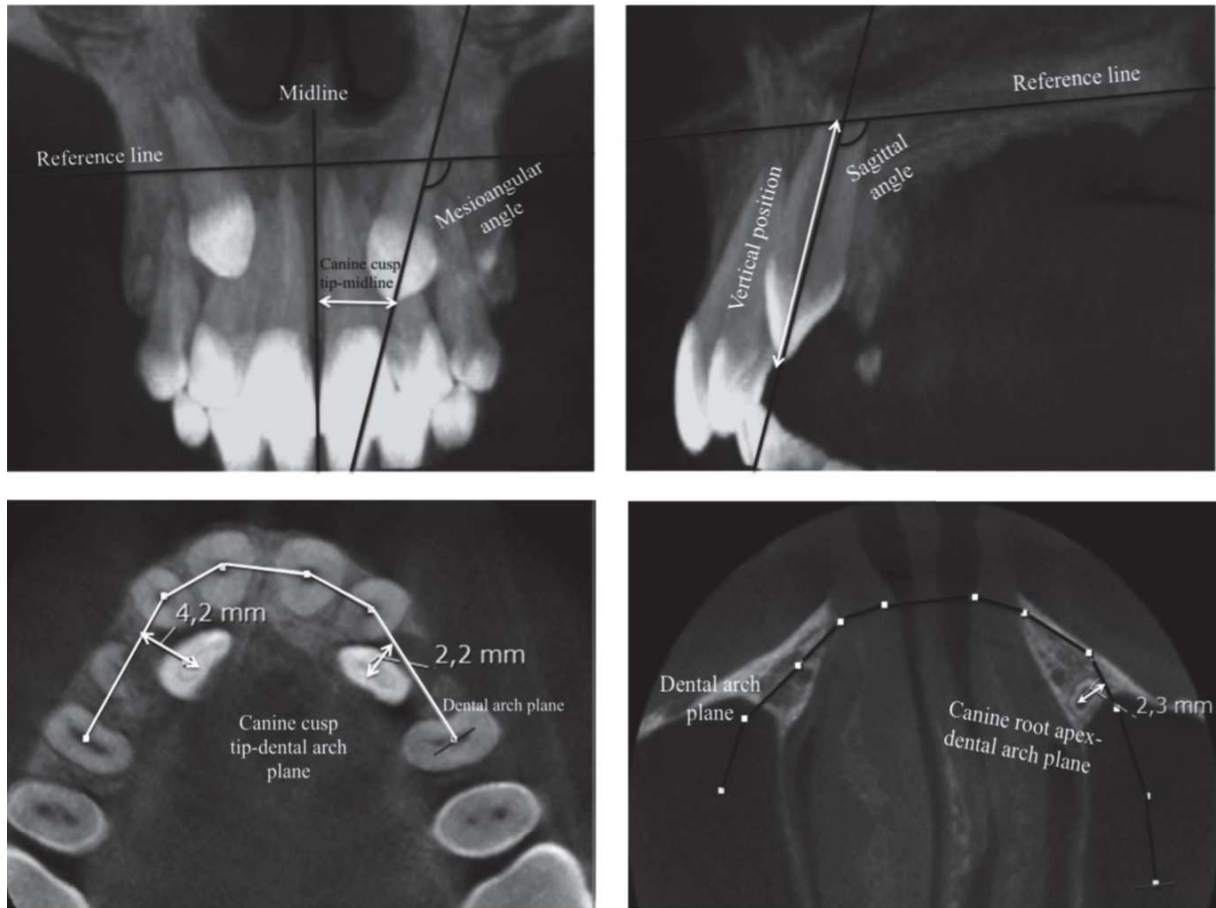 Midline
Reference line
Mesioangular
angle
Canine cusp
tip-midline
Reference line
Sagittal
angle
Vertical position
4,2 mm
2,2 mm
Dental arch plane
Canine cusp
tip-dental arch
plane
Dental arch
plane
Canine root apex-
dental arch plane
2,3 mm